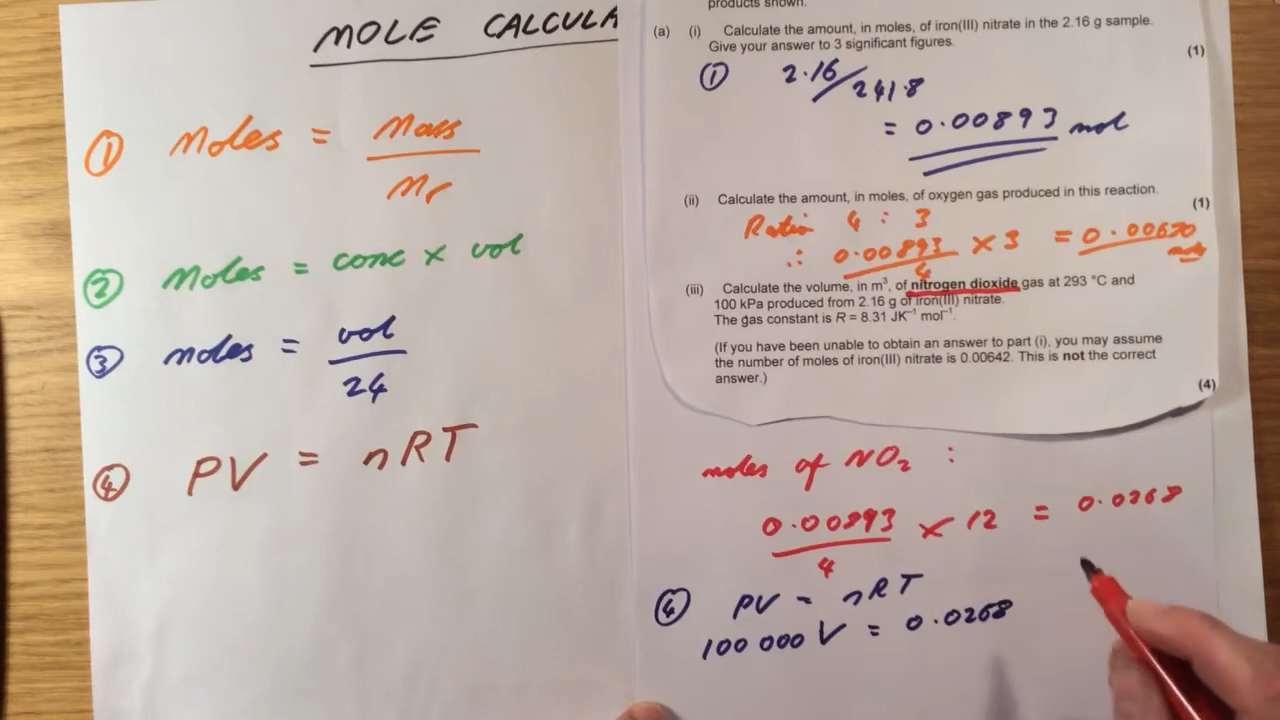 MOLE CALCULA
① Moles = Mass / Mr
② Moles = conc x vol
③ moles = vol / 24
④ PV = nRT
products shown.
(a) (i) Calculate the amount, in moles, of iron(III) nitrate in the 2.16 g sample.
Give your answer to 3 significant figures.
(1)
① 2.16/241.8
= 0.00893 mol
(ii) Calculate the amount, in moles, of oxygen gas produced in this reaction.
(1)
Ratio 4 : 3
∴ 0.00893 / 4 x 3 = 0.00670
(iii) Calculate the volume, in m³, of nitrogen dioxide gas at 293 °C and
100 kPa produced from 2.16 g of iron(III) nitrate.
The gas constant is R = 8.31 JK⁻¹ mol⁻¹.
(If you have been unable to obtain an answer to part (i), you may assume
the number of moles of iron(III) nitrate is 0.00642. This is not the correct
answer.)
(4)
moles of NO₂ :
0.00893 / 4 x 12 = 0.0268
④ PV = nRT
100 000 V = 0.0268